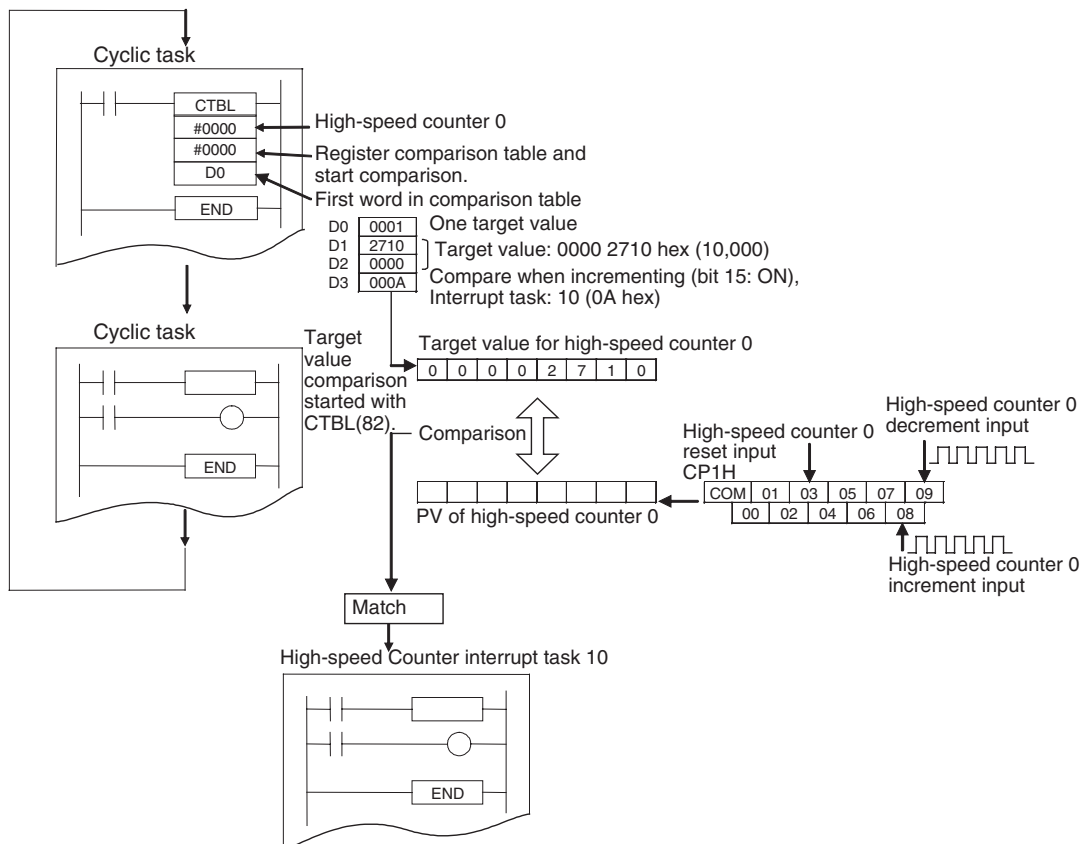 Cyclic task
CTBL
#0000
#0000
D0
END
High-speed counter 0
Register comparison table and
start comparison.
First word in comparison table
D0 0001 One target value
D1 2710
D2 0000
Target value: 0000 2710 hex (10,000)
D3 000A
Compare when incrementing (bit 15: ON),
Interrupt task: 10 (0A hex)
Cyclic task
END
Target
value
comparison
started with
CTBL(82).
Target value for high-speed counter 0
0 0 0 0 2 7 1 0
Comparison
PV of high-speed counter 0
High-speed counter 0
reset input
CP1H
High-speed counter 0
decrement input
COM 01 03 05 07 09
00 02 04 06 08
High-speed counter 0
increment input
Match
High-speed Counter interrupt task 10
END